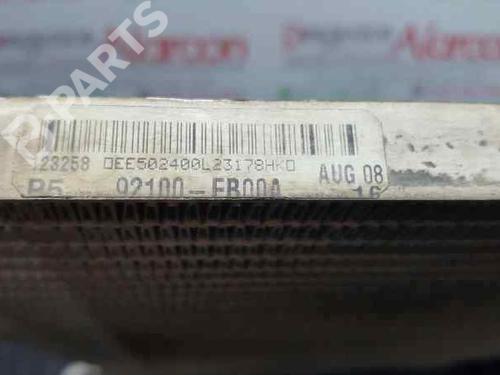 23258 DEE502400L23178HKD AUG 08
P5 92100-EB00A 16
B-PARTS